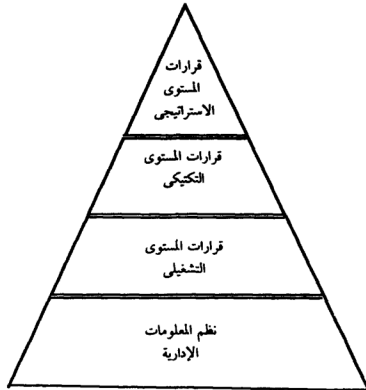 قرارات
المستوى
الاستراتيجى
قرارات المستوى
التكتيكى
قرارات المستوى
التشغيلى
نظم المعلومات
الإدارية